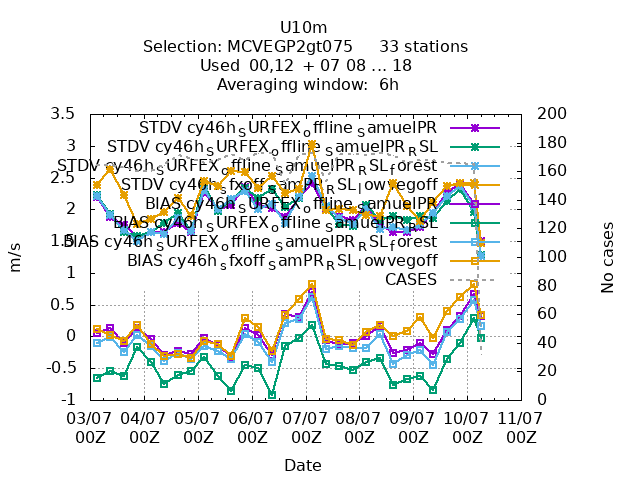 U10m
Selection: MCVEGP2gt075 33 stations
Used 00,12 + 07 08 ... 18
Averaging window: 6h
3.5
3
2.5
2
1.5
1
0.5
0
-0.5
-1
m/s
200
180
160
140
120
100
80
60
40
20
0
No cases
STDV cy46h_SURFEX_offline_samuelPR
STDV cy46h_SURFEX_offline_samuelPR_RSL
STDV cy46h_SURFEX_offline_samuelPR_RSL_forest
STDV cy46h_sfxoff_SamPR_RSL_lowvegoff
BIAS cy46h_SURFEX_offline_samuelPR
BIAS cy46h_SURFEX_offline_samuelPR_RSL
BIAS cy46h_SURFEX_offline_samuelPR_RSL_forest
BIAS cy46h_sfxoff_SamPR_RSL_lowvegoff
CASES
03/07 04/07 05/07 06/07 07/07 08/07 09/07 10/07 11/07
00Z 00Z 00Z 00Z 00Z 00Z 00Z 00Z 00Z
Date